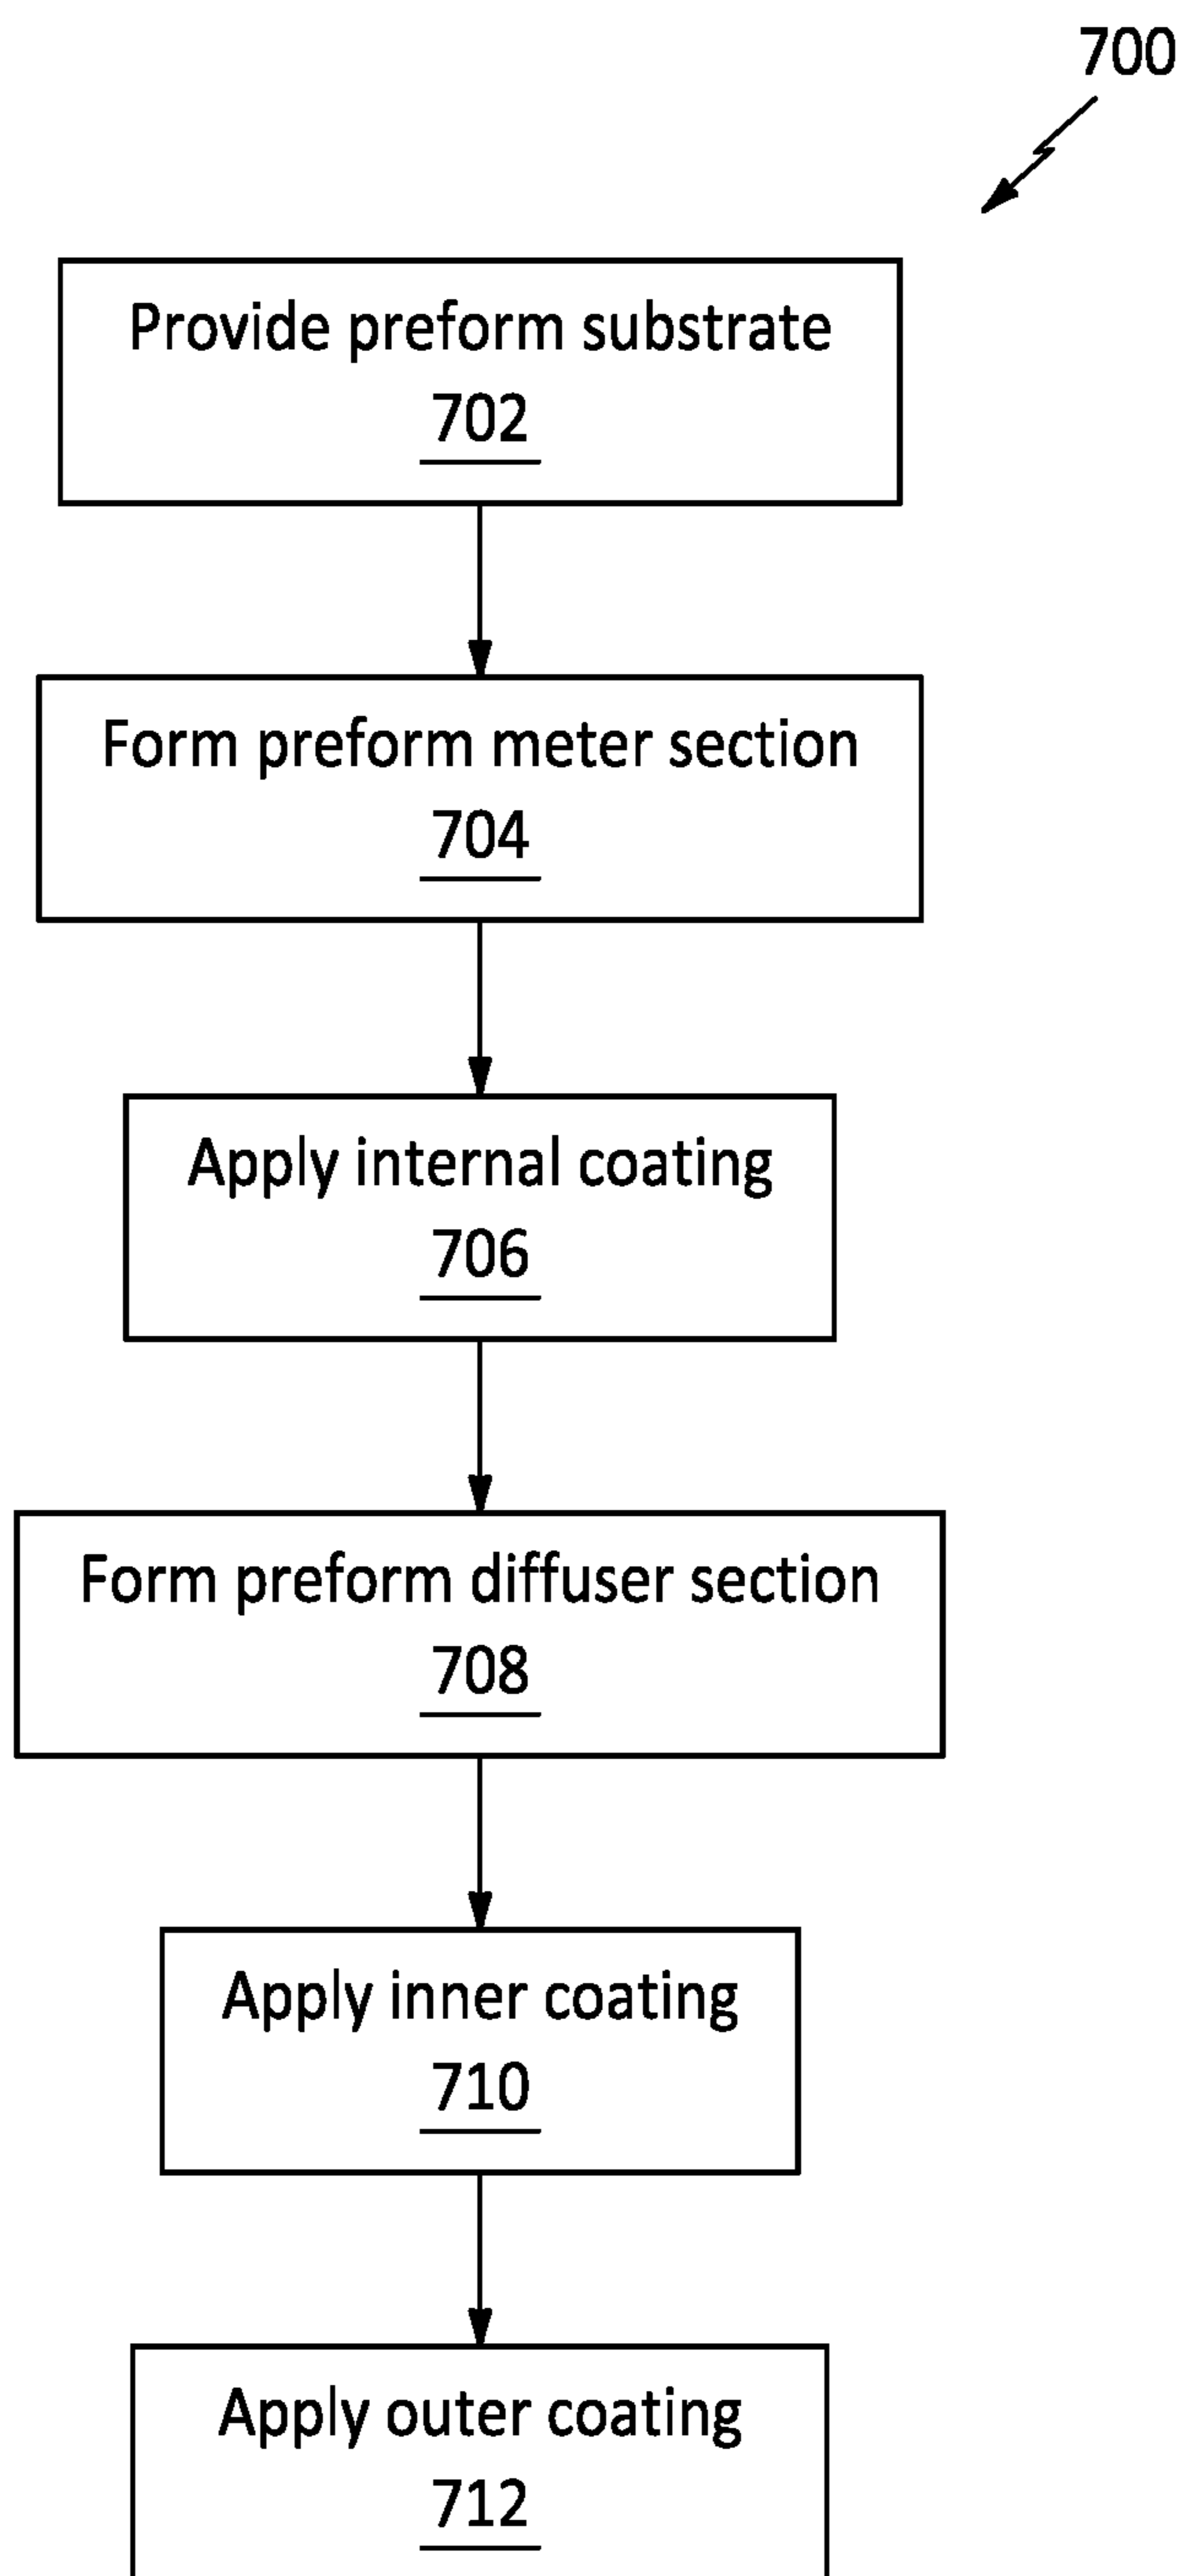 700
Provide preform substrate
702
Form preform meter section
704
Apply internal coating
706
Form preform diffuser section
708
Apply inner coating
710
Apply outer coating
712